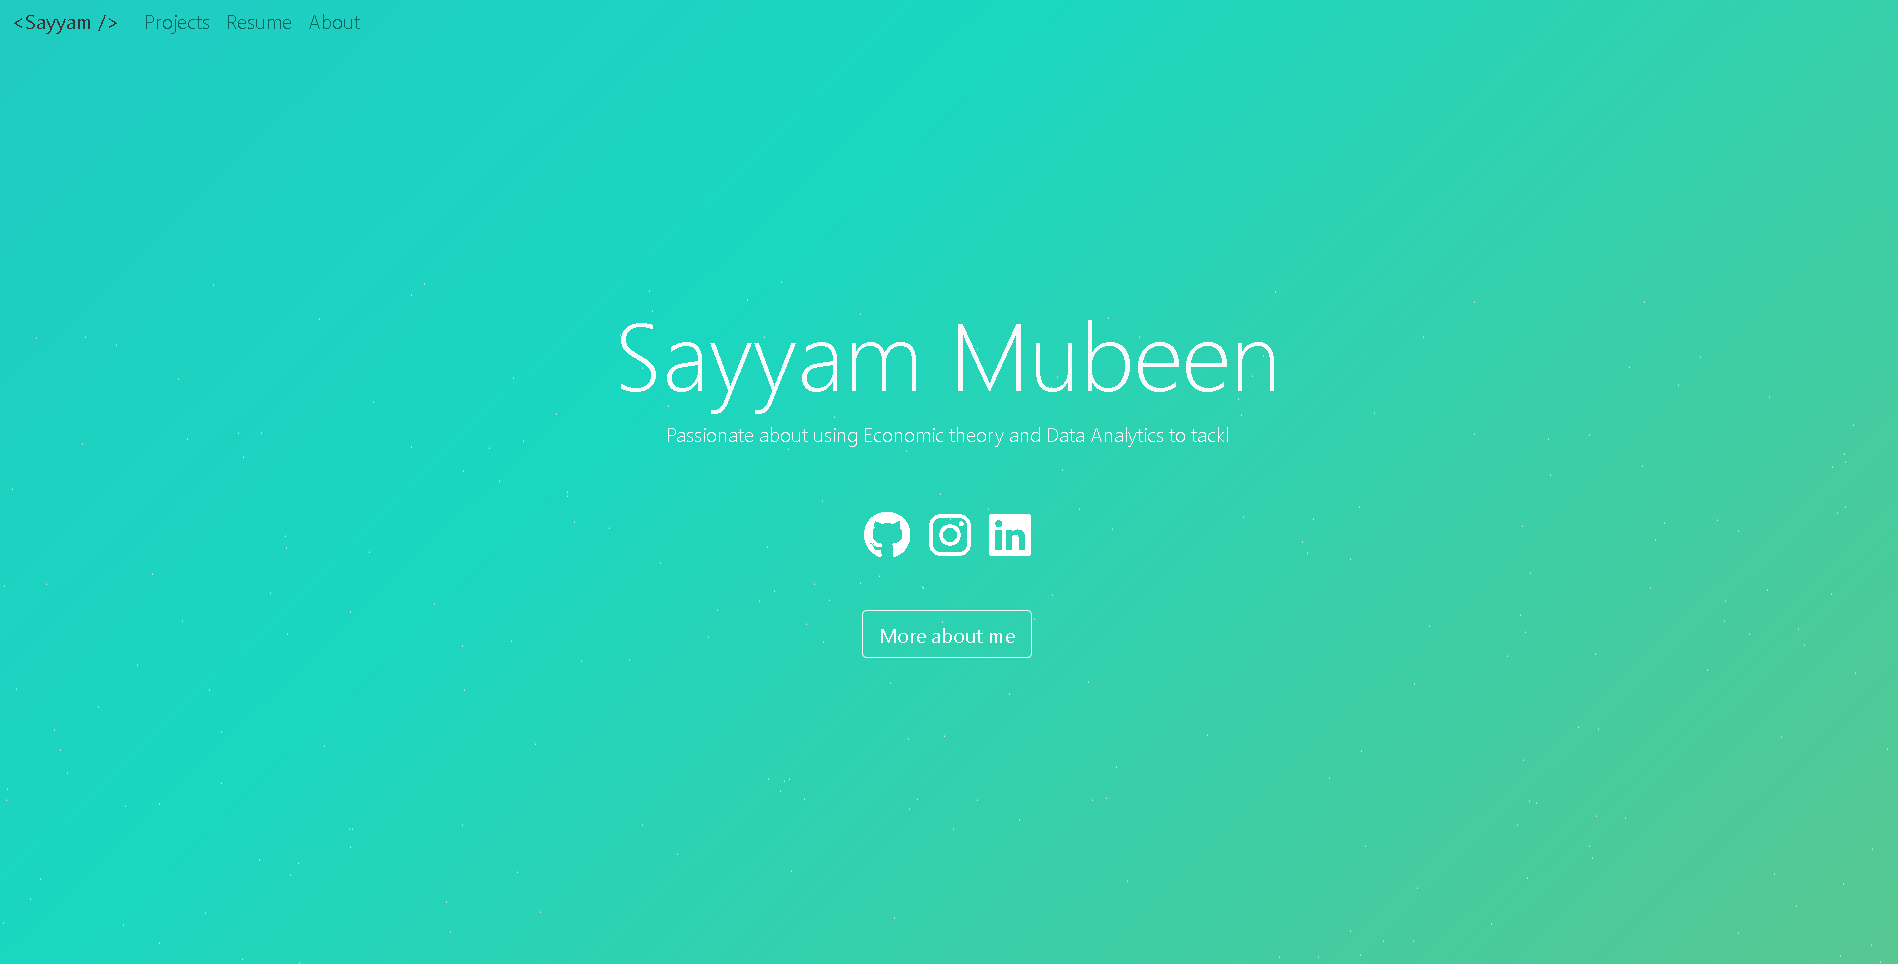 <Sayyam /> Projects Resume About
Sayyam Mubeen
Passionate about using Economic theory and Data Analytics to tackl
More about me